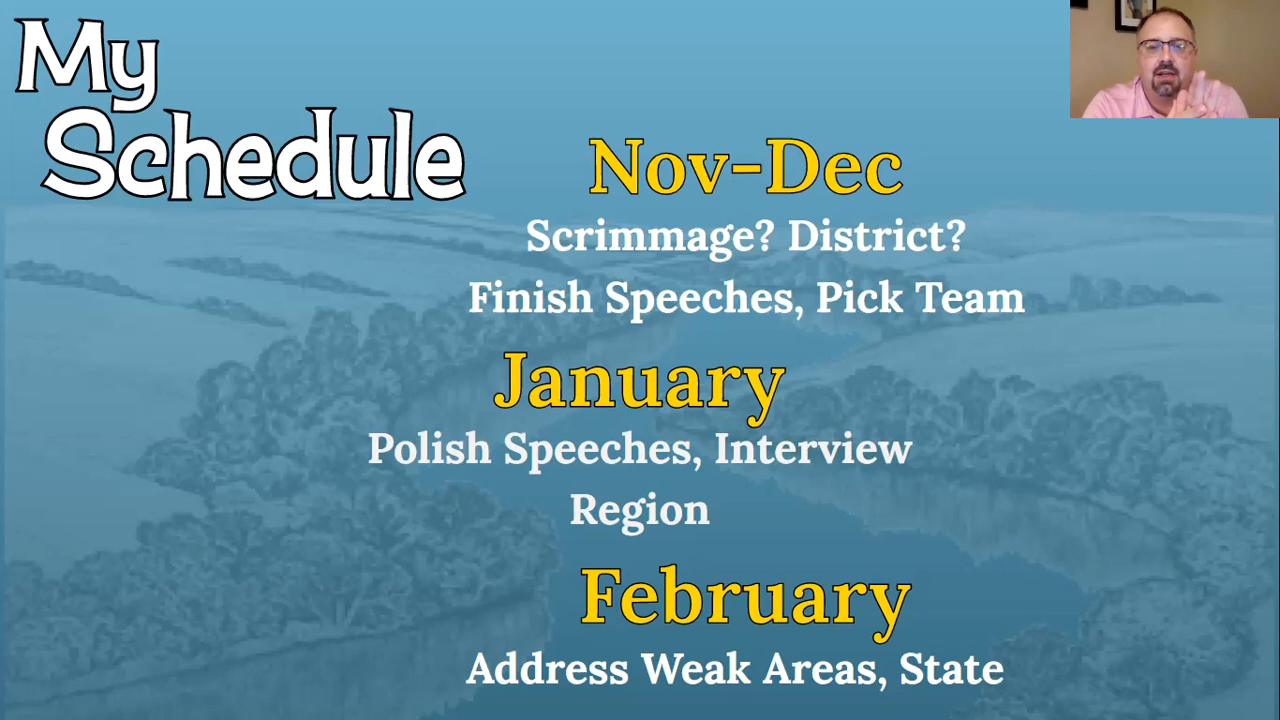 My
Schedule
Nov-Dec
Scrimmage? District?
Finish Speeches, Pick Team
January
Polish Speeches, Interview
Region
February
Address Weak Areas, State